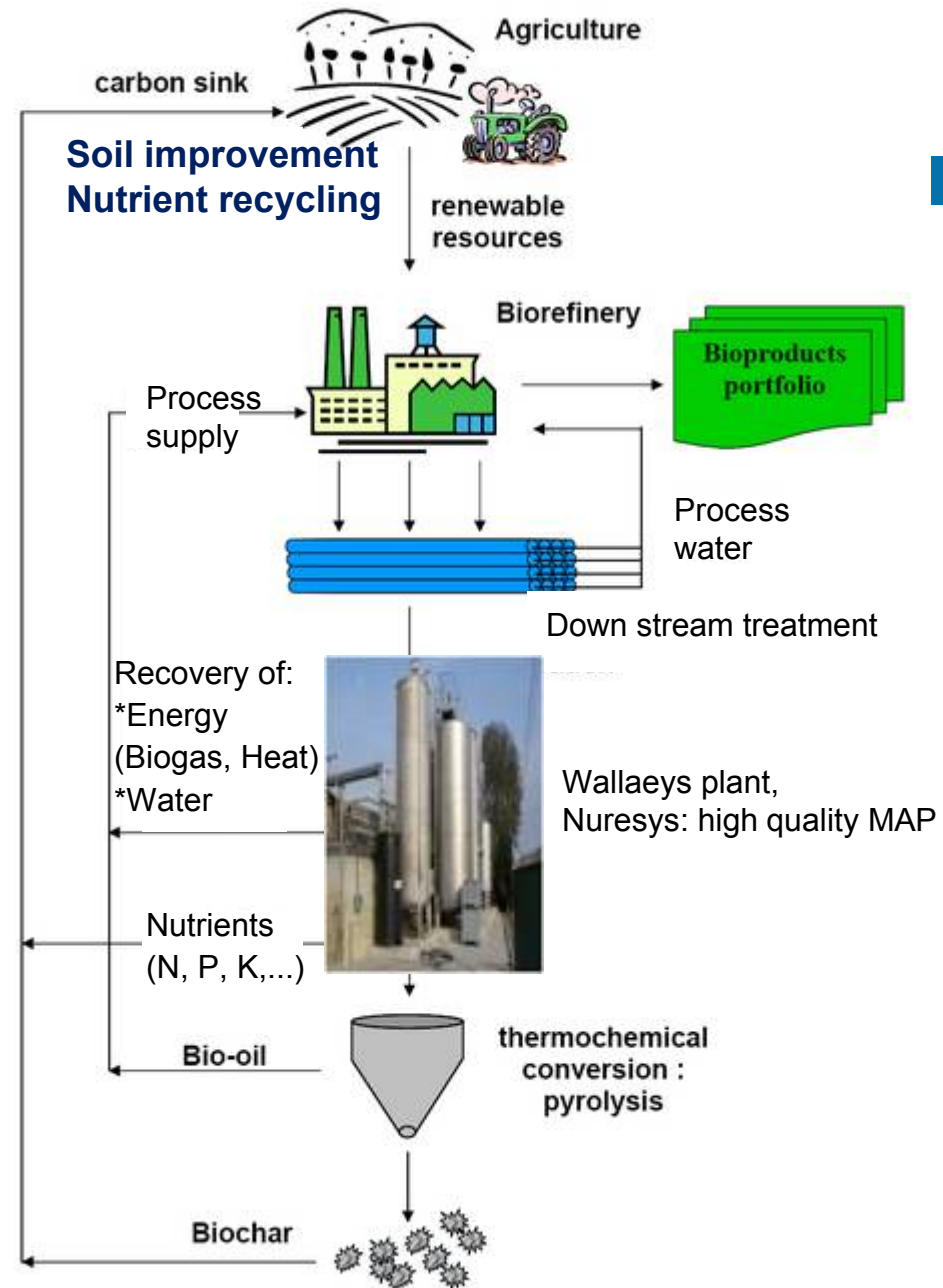 Agriculture
carbon sink
Soil improvement
Nutrient recycling
renewable
resources
Biorefinery
Bioproducts
portfolio
Process
supply
Process
water
Down stream treatment
Recovery of:
*Energy
(Biogas, Heat)
*Water
Wallaeys plant,
Nuresys: high quality MAP
Nutrients
(N, P, K,...)
thermochemical
conversion :
pyrolysis
Bio-oil
Biochar